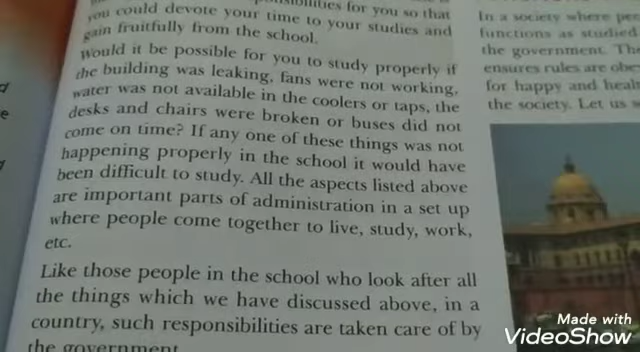 you could devote your time to your studies and
gain fruitfully from the school.
Would it be possible for you to study properly if
the building was leaking, fans were not working,
water was not available in the coolers or taps, the
desks and chairs were broken or buses did not
come on time? If any one of these things was not
happening properly in the school it would have
been difficult to study. All the aspects listed above
are important parts of administration in a set up
where people come together to live, study, work,
etc.
Like those people in the school who look after all
the things which we have discussed above, in a
country, such responsibilities are taken care of by
the government
In a society where
functions as studied
the government.
ensures rules are
for happy and
the society. Let us
Made with
VideoShow